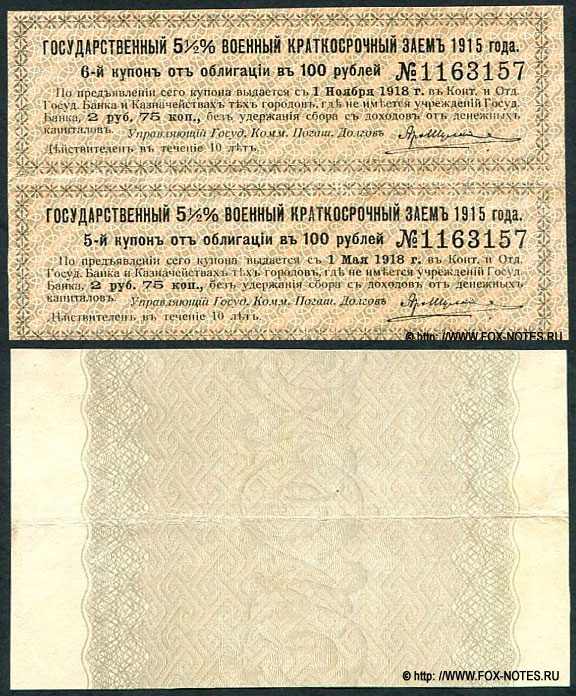 ГОСУДАРСТВЕННЫЙ 5½% ВОЕННЫЙ КРАТКОСРОЧНЫЙ ЗАЕМЪ 1915 года.
6-й купонъ отъ облигаціи въ 100 рублей №1163157
По предъявленіи сего купона выдается съ 1 Ноября 1918 г. въ Конт. и Отд.
Госуд. Банка и Казначействахъ тѣхъ городовъ, гдѣ не имѣется учрежденій Госуд.
Банка, 2 руб. 75 коп., безъ удержанія сбора съ доходовъ отъ денежныхъ
капиталовъ. Управляющій Госуд. Комм. Погаш. Долговъ
Дѣйствителенъ въ теченіе 10 лѣтъ.
ГОСУДАРСТВЕННЫЙ 5½% ВОЕННЫЙ КРАТКОСРОЧНЫЙ ЗАЕМЪ 1915 года.
5-й купонъ отъ облигаціи въ 100 рублей №1163157
По предъявленіи сего купона выдается съ 1 Мая 1918 г. въ Конт. и Отд.
Госуд. Банка и Казначействахъ тѣхъ городовъ, гдѣ не имѣется учрежденій Госуд.
Банка, 2 руб. 75 коп., безъ удержанія сбора съ доходовъ отъ денежныхъ
капиталовъ. Управляющій Госуд. Комм. Погаш. Долговъ
Дѣйствителенъ въ теченіе 10 лѣтъ.
© http: //www.FOX-NOTES.RU
© http: //www.FOX-NOTES.RU